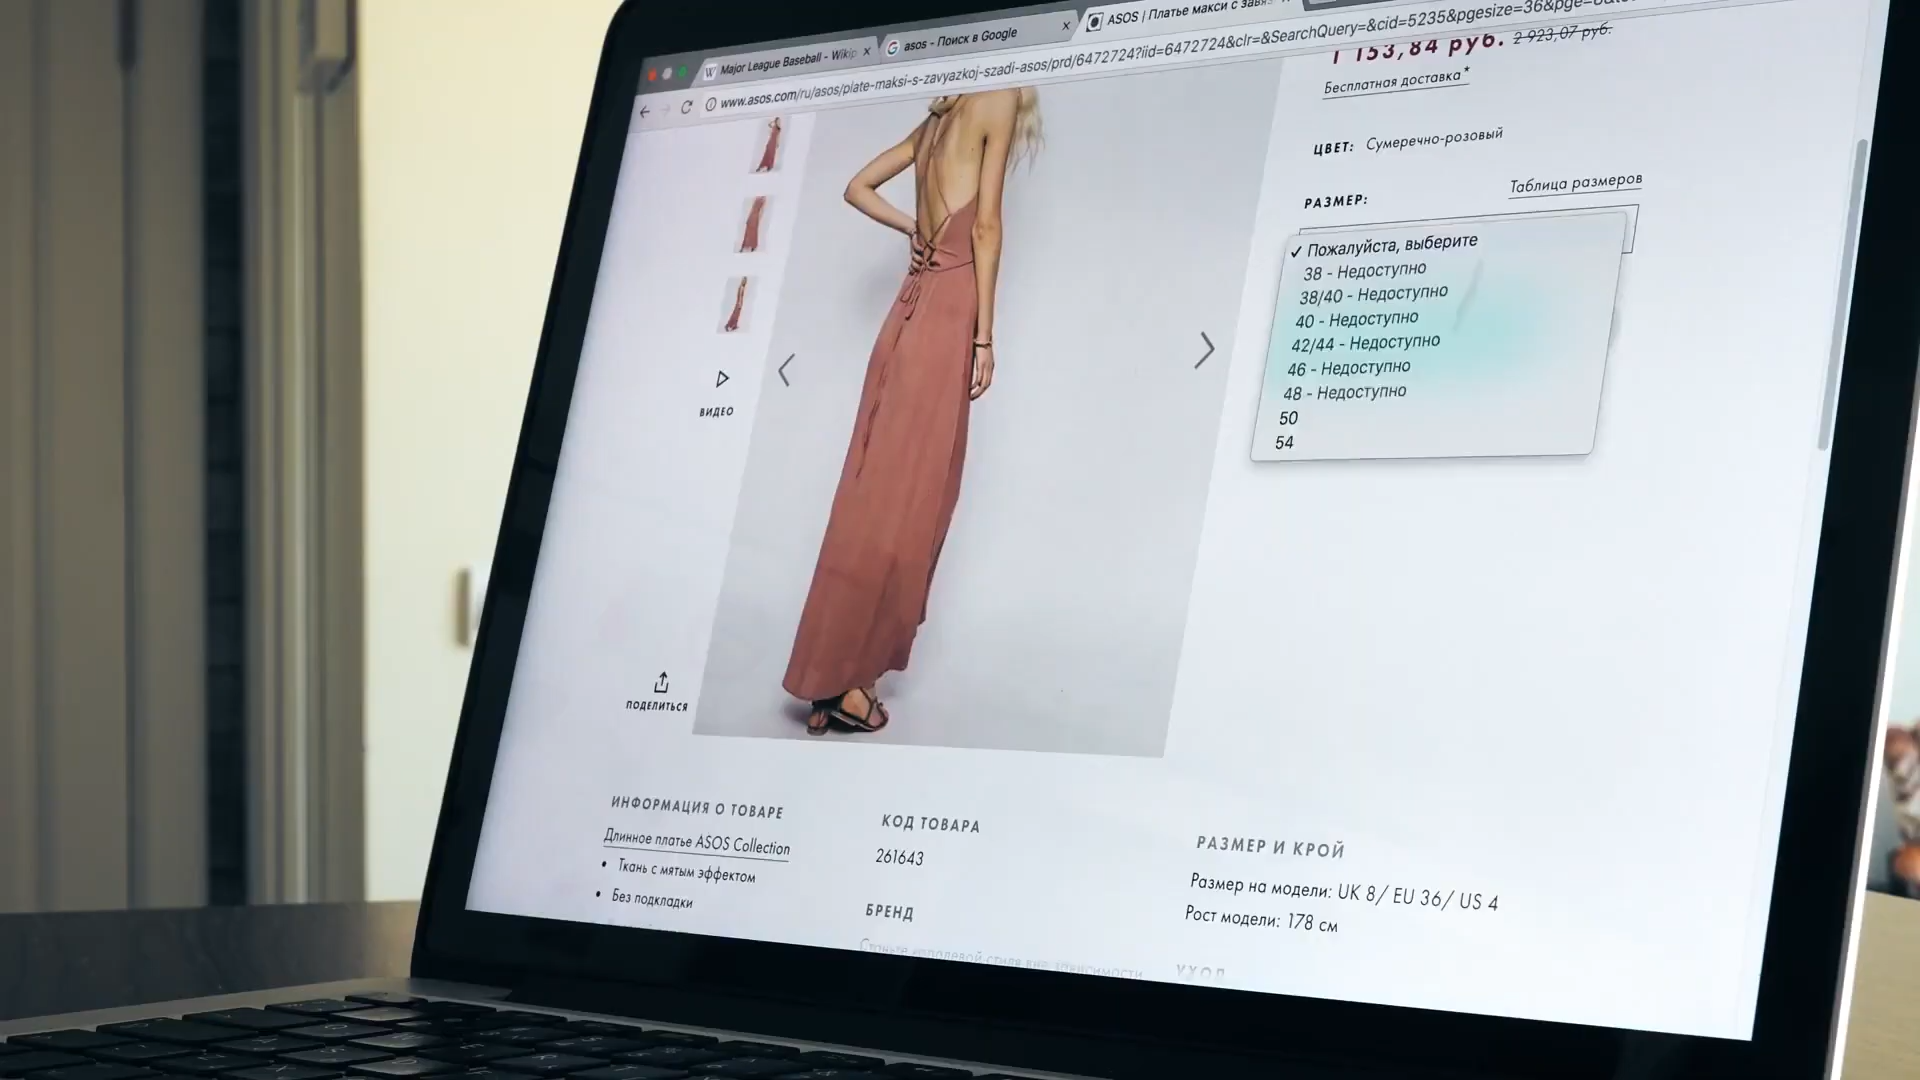 Major League Baseball - Wikip
asos - Поиск в Google
ASOS | Платье макси с завяз
www.asos.com/ru/asos/plate-maksi-s-zavyazkoj-szadi-asos/prd/6472724?iid=6472724&clr=&SearchQuery=&cid=5235&pgesize=36&pge=0&
1 153,84 руб. 2 923,07 руб.
Бесплатная доставка*
ЦВЕТ: Сумеречно-розовый
РАЗМЕР: Таблица размеров
✓ Пожалуйста, выберите
38 - Недоступно
38/40 - Недоступно
40 - Недоступно
42/44 - Недоступно
46 - Недоступно
48 - Недоступно
50
54
ВИДЕО
ПОДЕЛИТЬСЯ
ИНФОРМАЦИЯ О ТОВАРЕ
Длинное платье ASOS Collection
• Ткань с мятым эффектом
• Без подкладки
КОД ТОВАРА
261643
БРЕНД
РАЗМЕР И КРОЙ
Размер на модели: UK 8/ EU 36/ US 4
Рост модели: 178 см
УХОД